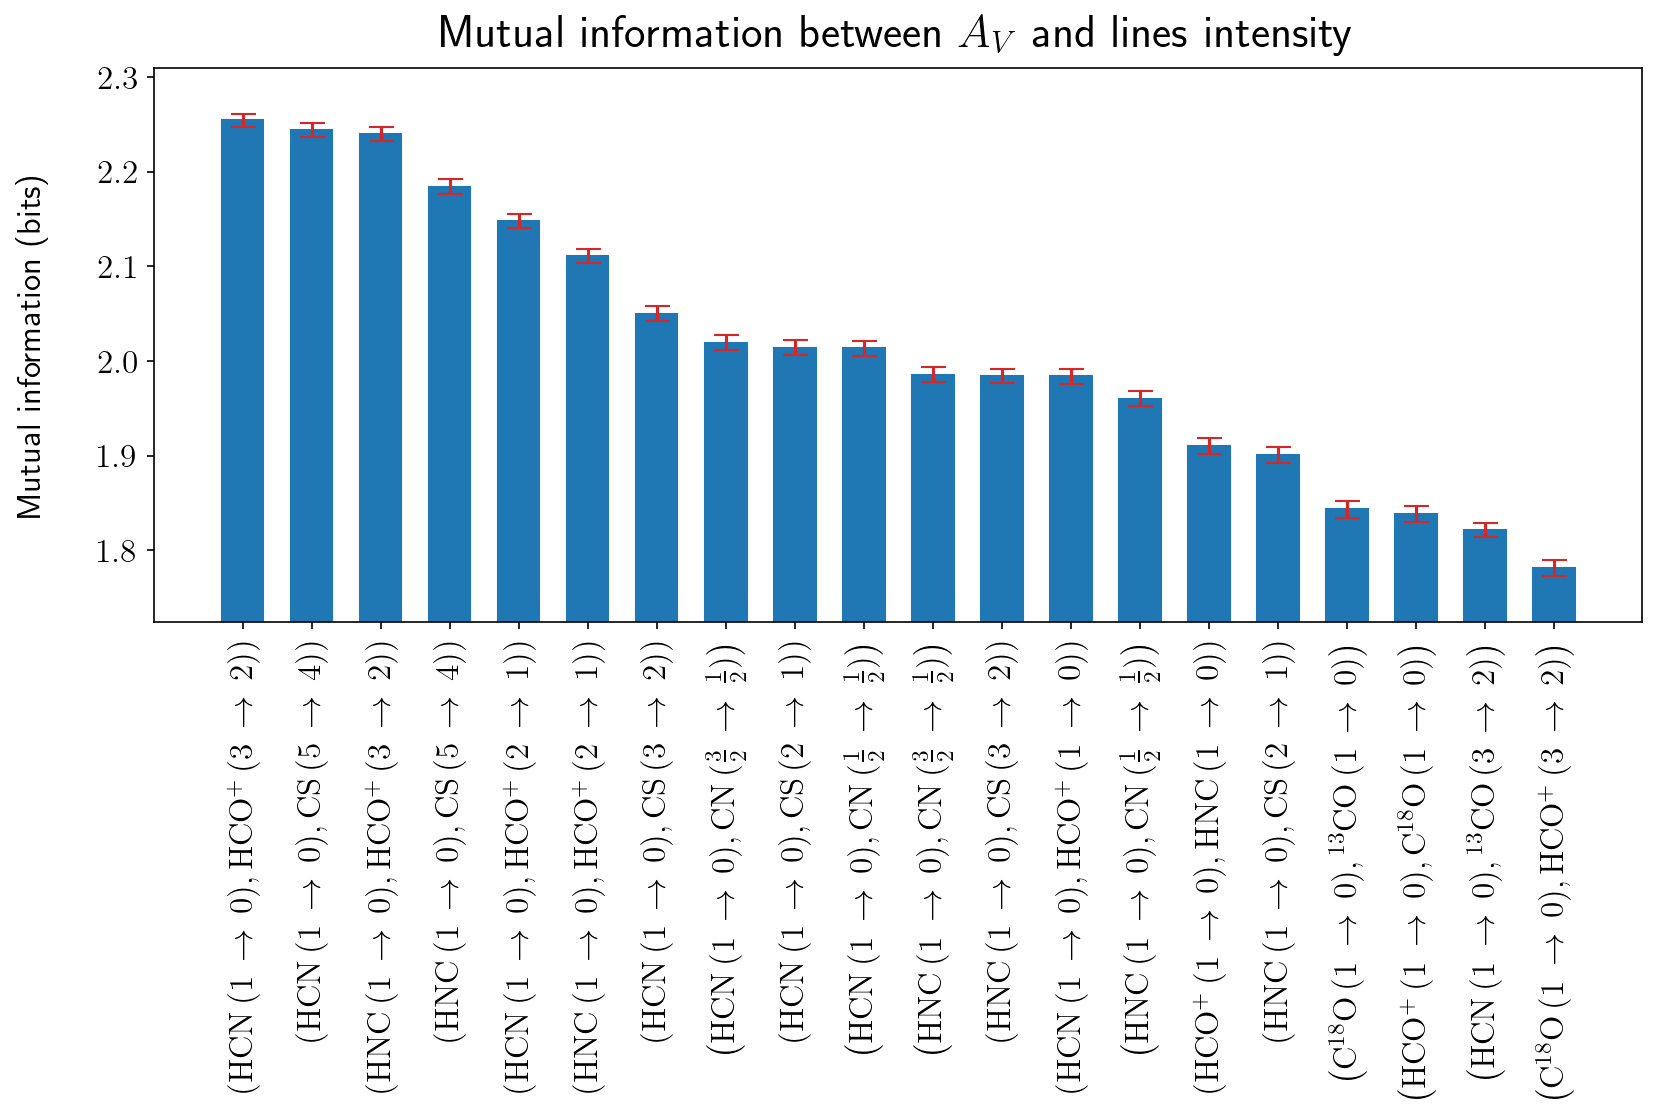 Mutual information between A_V and lines intensity
Mutual information (bits)
2.3
2.2
2.1
2.0
1.9
1.8
(HCN (1 → 0), HCO⁺ (3 → 2))
(HCN (1 → 0), CS (5 → 4))
(HNC (1 → 0), HCO⁺ (3 → 2))
(HNC (1 → 0), CS (5 → 4))
(HCN (1 → 0), HCO⁺ (2 → 1))
(HNC (1 → 0), HCO⁺ (2 → 1))
(HCN (1 → 0), CS (3 → 2))
(HCN (1 → 0), CN (3/2 → 1/2))
(HCN (1 → 0), CS (2 → 1))
(HCN (1 → 0), CN (1/2 → 1/2))
(HNC (1 → 0), CN (3/2 → 1/2))
(HNC (1 → 0), CS (3 → 2))
(HCN (1 → 0), HCO⁺ (1 → 0))
(HNC (1 → 0), CN (1/2 → 1/2))
(HCO⁺ (1 → 0), HNC (1 → 0))
(HNC (1 → 0), CS (2 → 1))
(C¹⁸O (1 → 0), ¹³CO (1 → 0))
(HCO⁺ (1 → 0), C¹⁸O (1 → 0))
(HCN (1 → 0), ¹³CO (3 → 2))
(C¹⁸O (1 → 0), HCO⁺ (3 → 2))